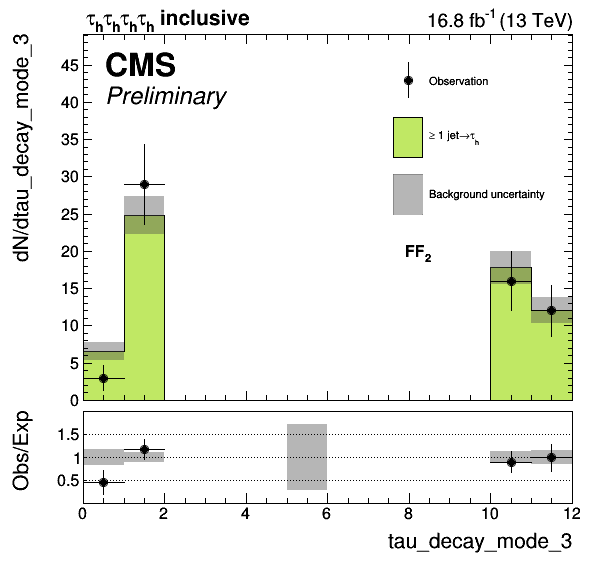 τhτhτhτh inclusive
16.8 fb-1 (13 TeV)
dN/dtau_decay_mode_3
45
40
35
30
25
20
15
10
5
0
CMS
Preliminary
Observation
≥ 1 jet→τh
Background uncertainty
FF2
Obs/Exp
1.5
1
0.5
0 2 4 6 8 10 12
tau_decay_mode_3